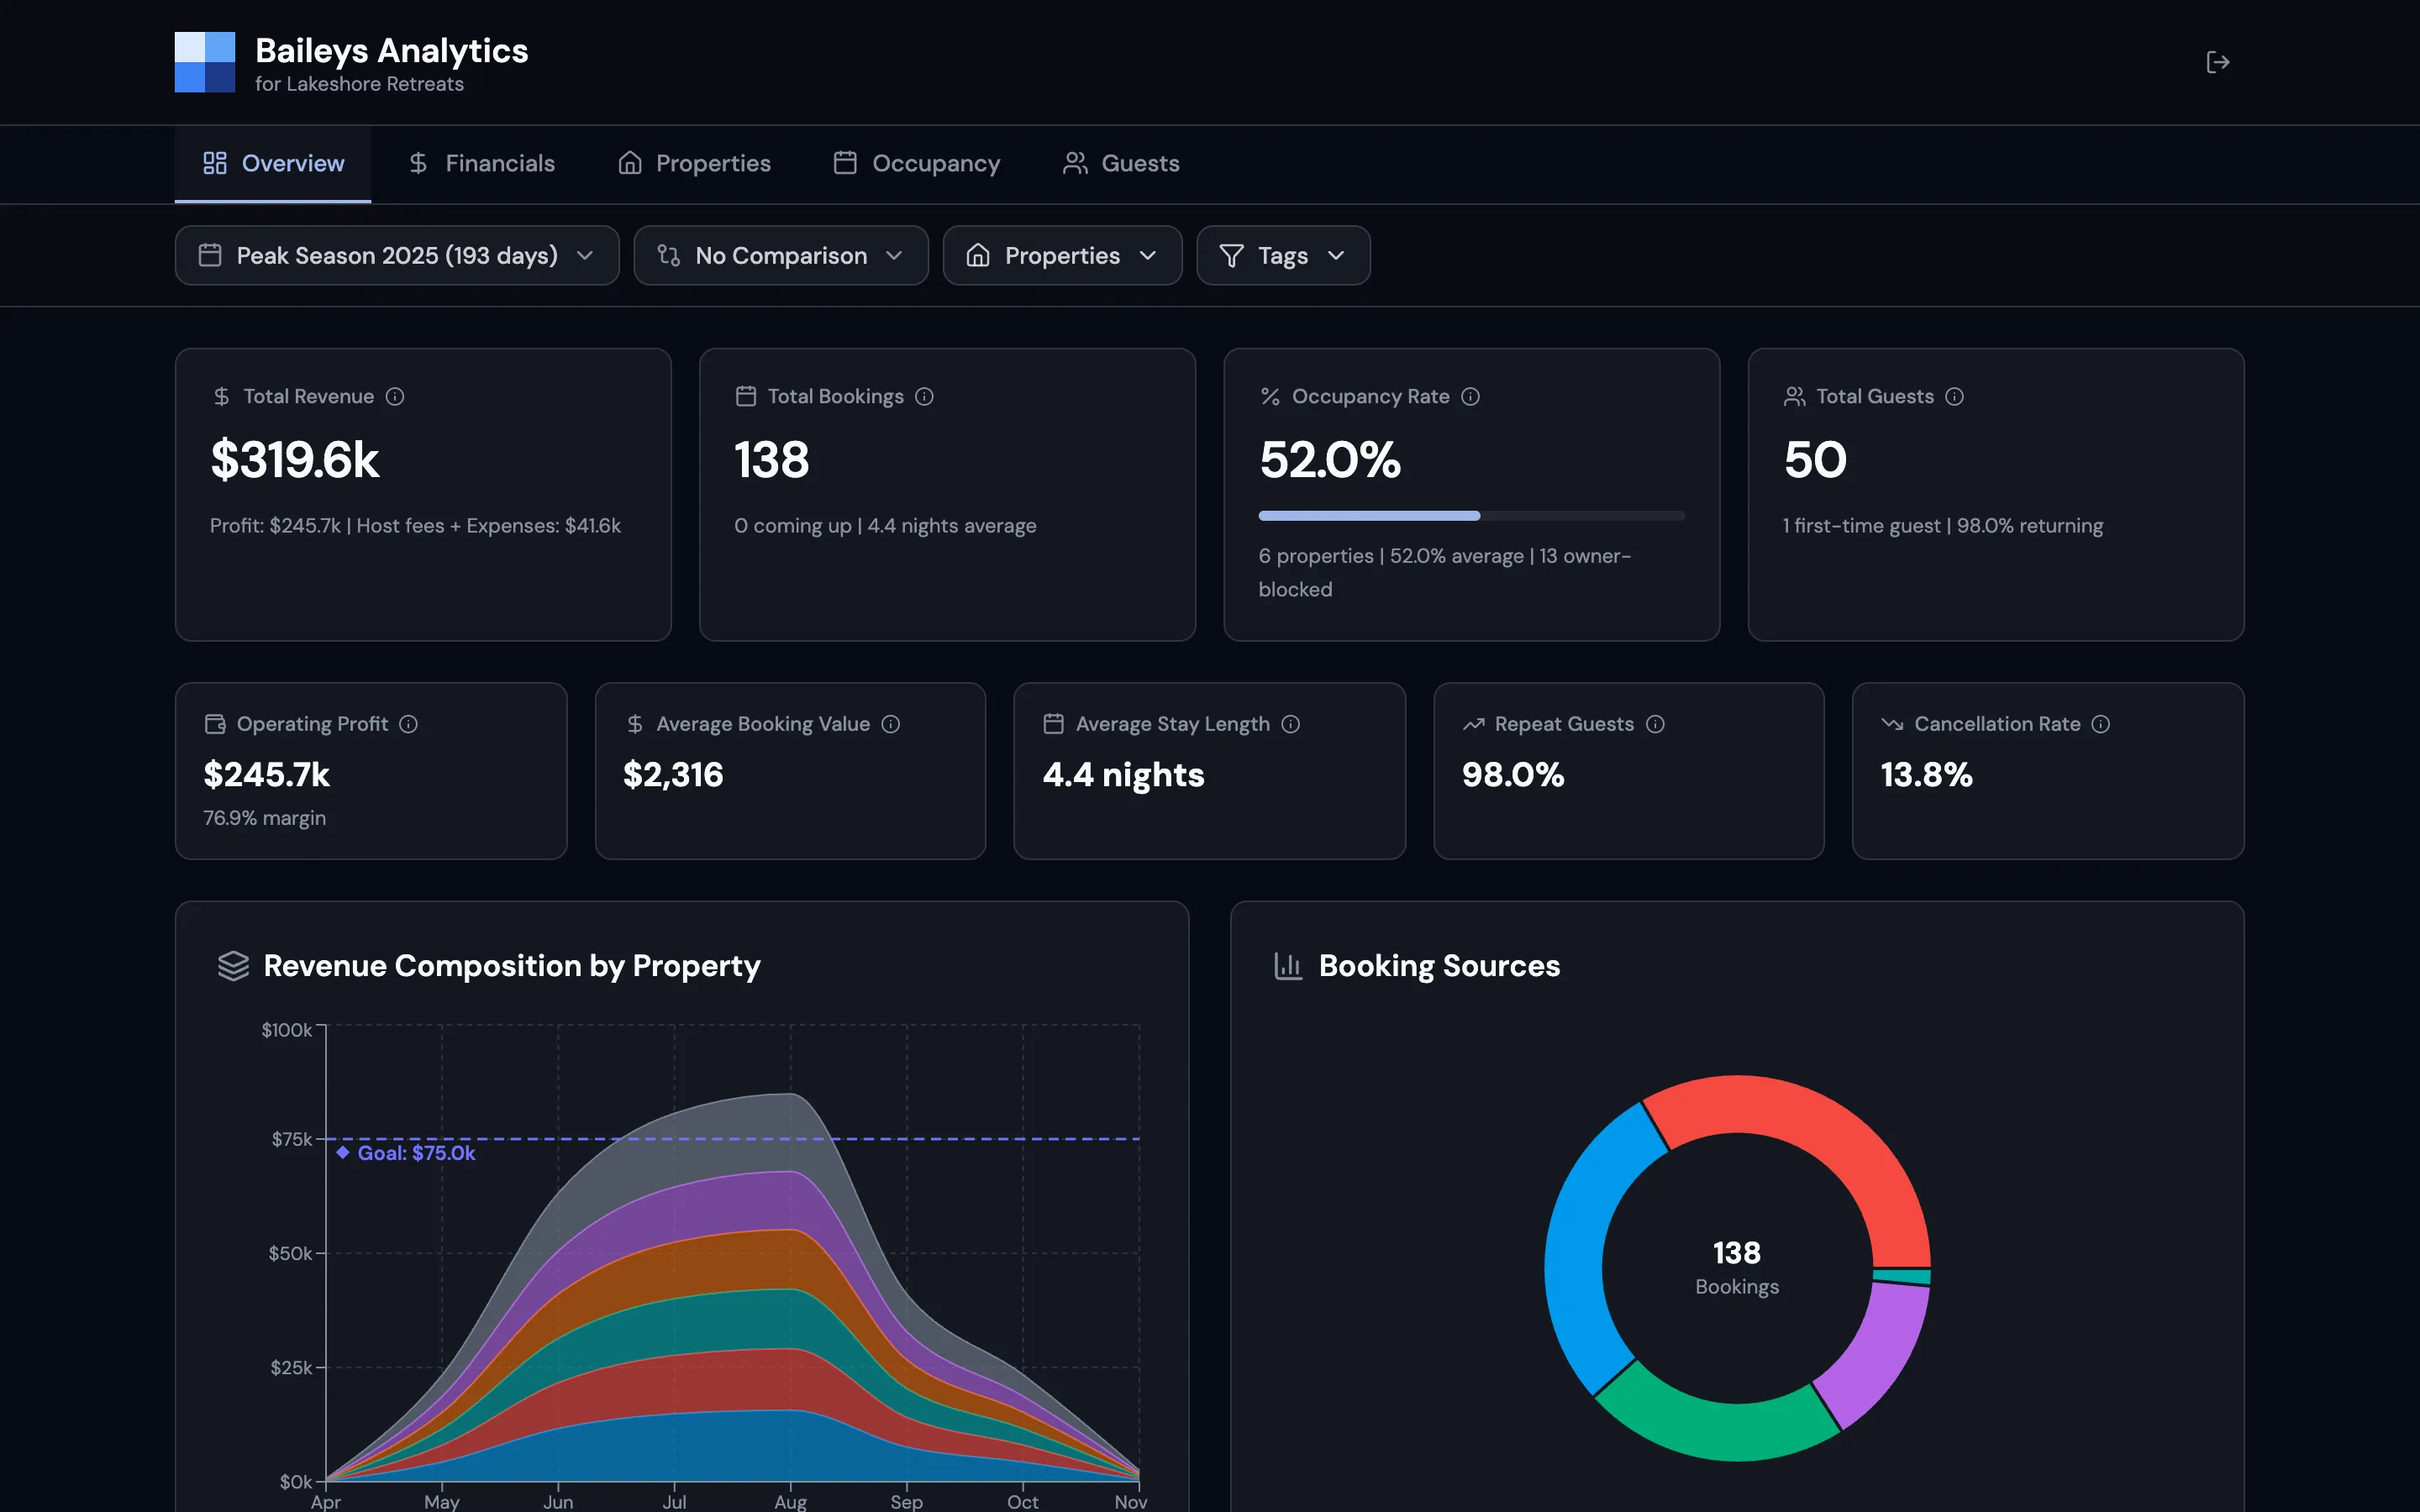 Baileys Analytics
for Lakeshore Retreats
Overview
Financials
Properties
Occupancy
Guests
Peak Season 2025 (193 days)
No Comparison
Properties
Tags
Total Revenue
$319.6k
Profit: $245.7k | Host fees + Expenses: $41.6k
Total Bookings
138
0 coming up | 4.4 nights average
Occupancy Rate
52.0%
6 properties | 52.0% average | 13 owner-
blocked
Total Guests
50
1 first-time guest | 98.0% returning
Operating Profit
$245.7k
76.9% margin
Average Booking Value
$2,316
Average Stay Length
4.4 nights
Repeat Guests
98.0%
Cancellation Rate
13.8%
Revenue Composition by Property
$100k
$75k
Goal: $75.0k
$50k
$25k
$0k
Apr
May
Jun
Jul
Aug
Sep
Oct
Nov
Booking Sources
138
Bookings